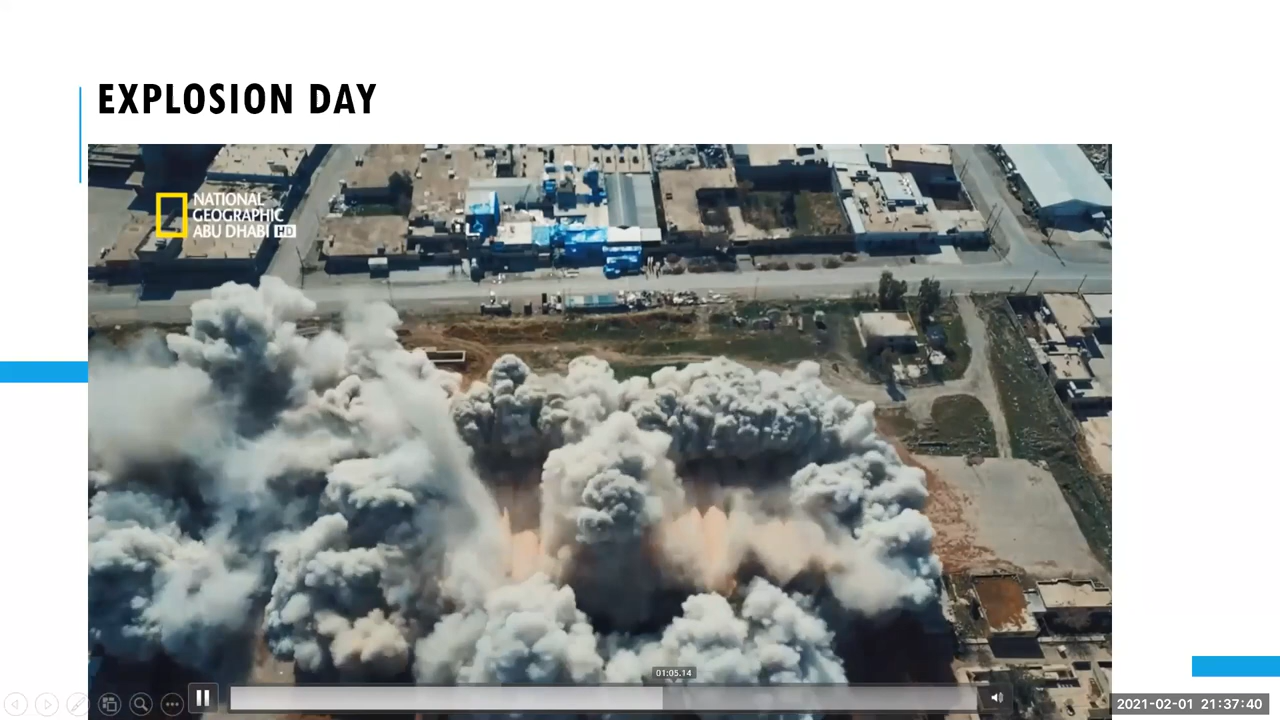 EXPLOSION DAY
NATIONAL
GEOGRAPHIC
ABU DHABI HD
01:05.14
2021-02-01 21:37:40